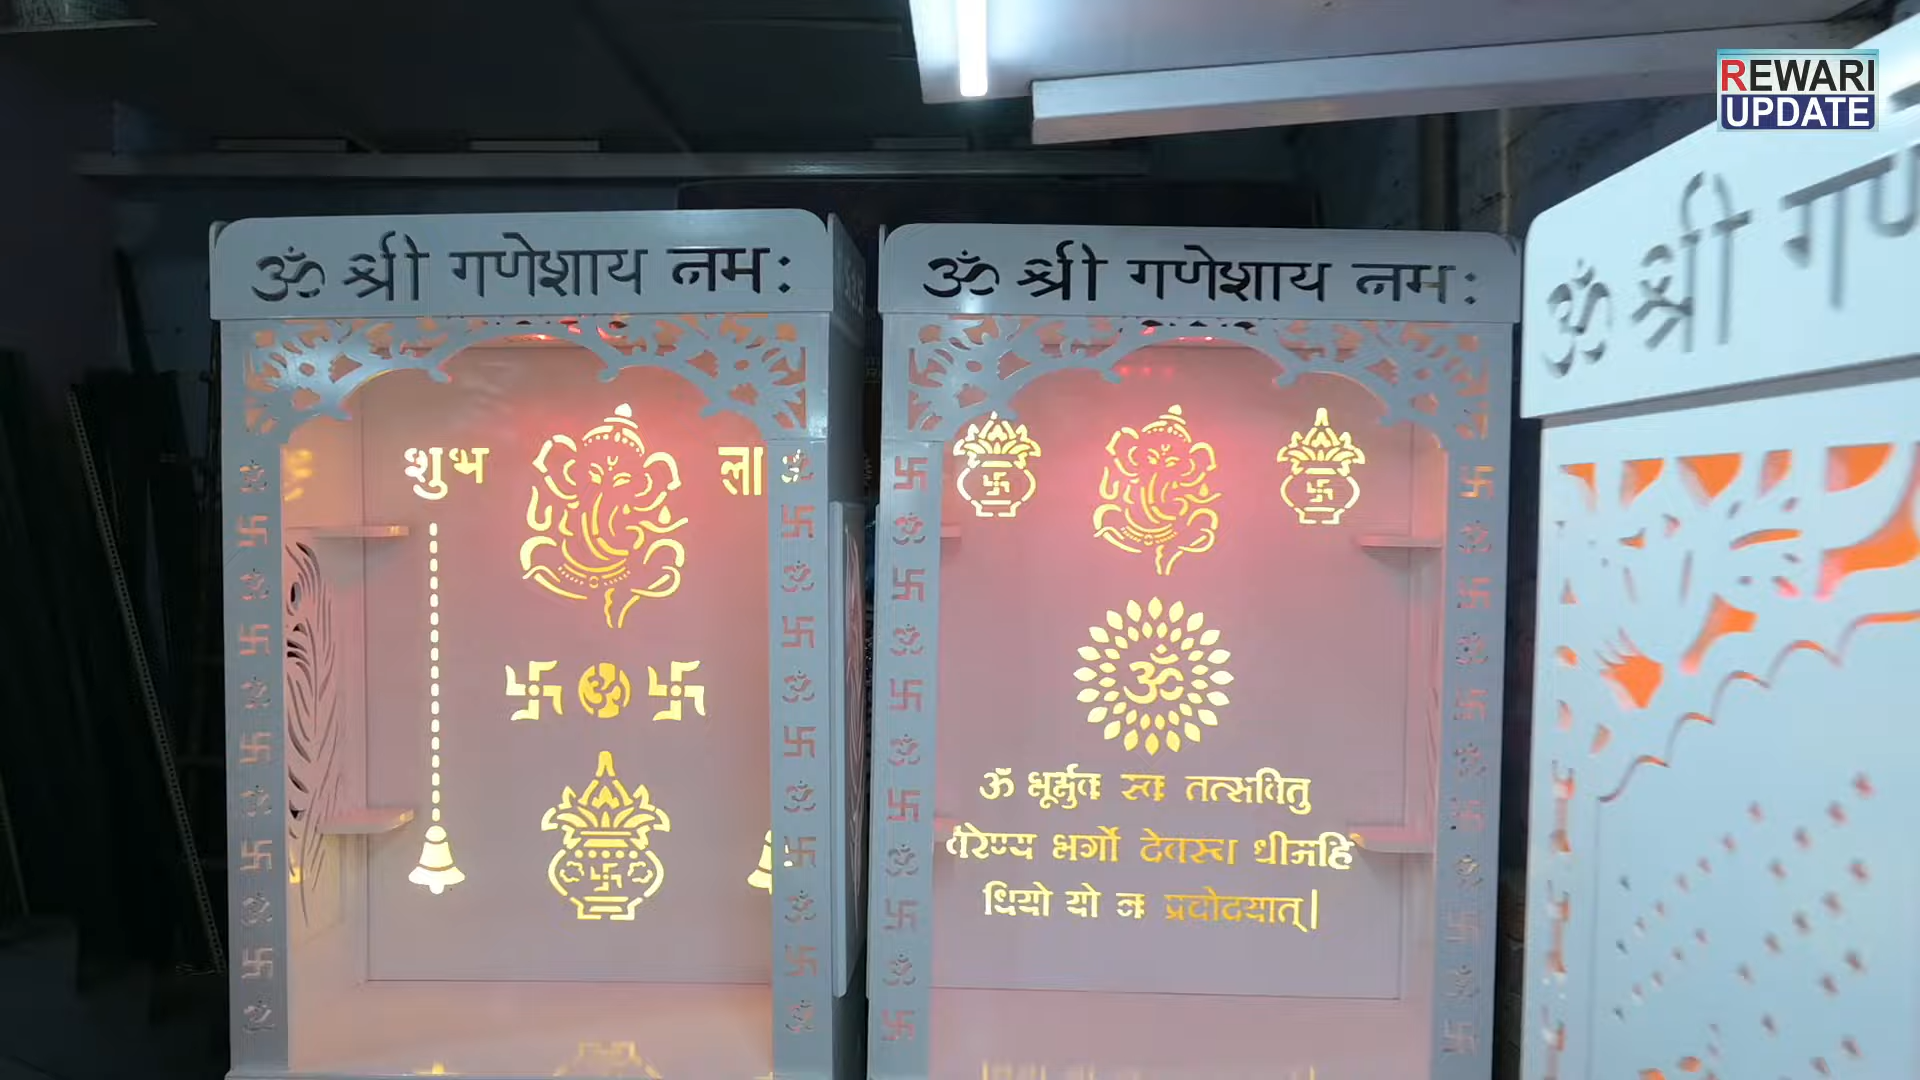 REWARI
UPDATE
ॐ श्री गणेशाय नमः
ॐ श्री गणेशाय नमः
ॐ श्री
शुभ
ला
ॐ
ॐ
ॐ भूर्भुवः स्वः तत्सवितु
वरेण्य भर्गो देवस्य धीमहि
धियो यो नः प्रचोदयात्।